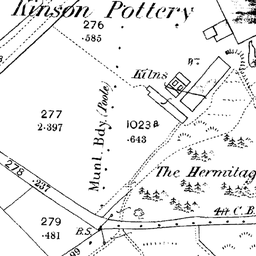 Kinson Pottery
276
.585
Kilns
277
2.397
Munl. Bdy. (Poole)
1023a
.643
The Hermitag
278
.237
279
.481
B.S.
4ft C.B.